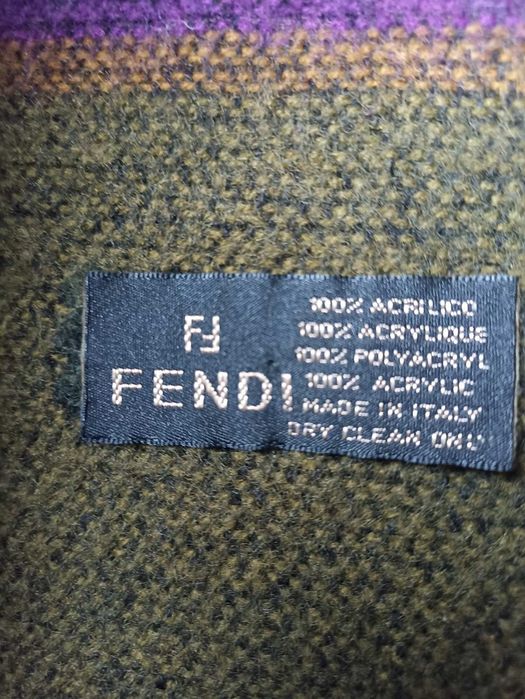 FF
FENDI
100% ACRILICO
100% ACRYLIQUE
100% POLYACRYL
100% ACRYLIC
MADE IN ITALY
DRY CLEAN ONLY